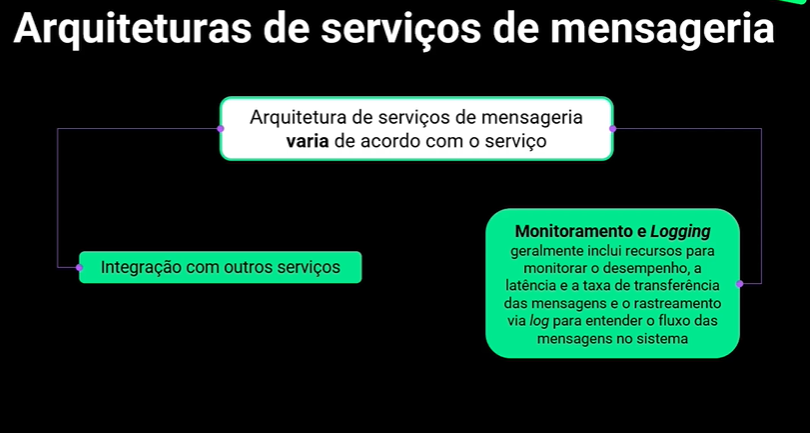 Arquiteturas de serviços de mensageria
Arquitetura de serviços de mensageria
varia de acordo com o serviço
Integração com outros serviços
Monitoramento e Logging
geralmente inclui recursos para
monitorar o desempenho, a
latência e a taxa de transferência
das mensagens e o rastreamento
via log para entender o fluxo das
mensagens no sistema